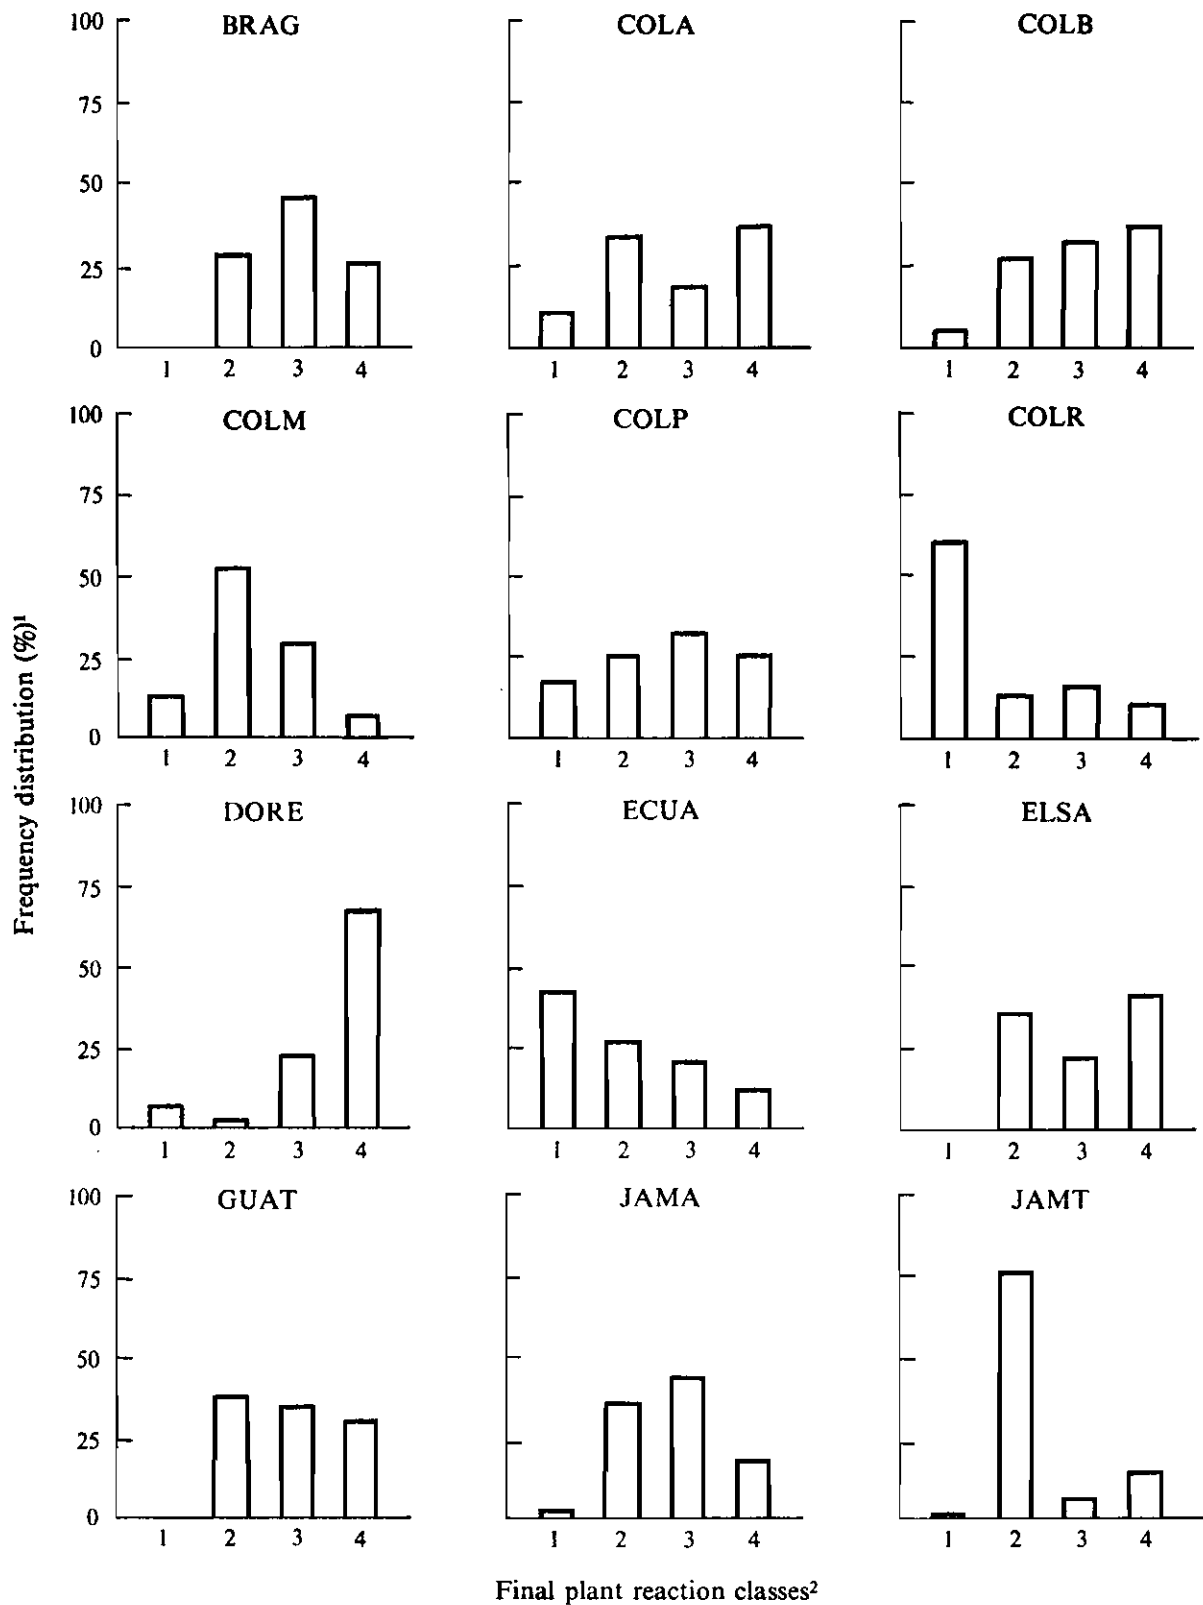 BRAG COLA COLB
100
75
50
25
0
1 2 3 4 1 2 3 4 1 2 3 4
COLM COLP COLR
100
75
50
25
0
1 2 3 4 1 2 3 4 1 2 3 4
DORE ECUA ELSA
100
75
50
25
0
1 2 3 4 1 2 3 4 1 2 3 4
GUAT JAMA JAMT
100
75
50
25
0
1 2 3 4 1 2 3 4 1 2 3 4
Frequency distribution (%)¹
Final plant reaction classes²